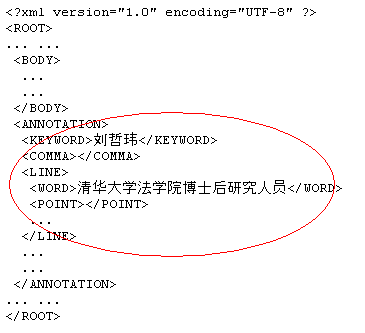 <?xml version="1.0" encoding="UTF-8" ?>
<ROOT>
... ...
<BODY>
...
...
</BODY>
<ANNOTATION>
<KEYWORD>刘哲玮</KEYWORD>
<COMMA></COMMA>
<LINE>
<WORD>清华大学法学院博士后研究人员</WORD>
<POINT></POINT>
...
</LINE>
...
...
</ANNOTATION>
... ...
</ROOT>